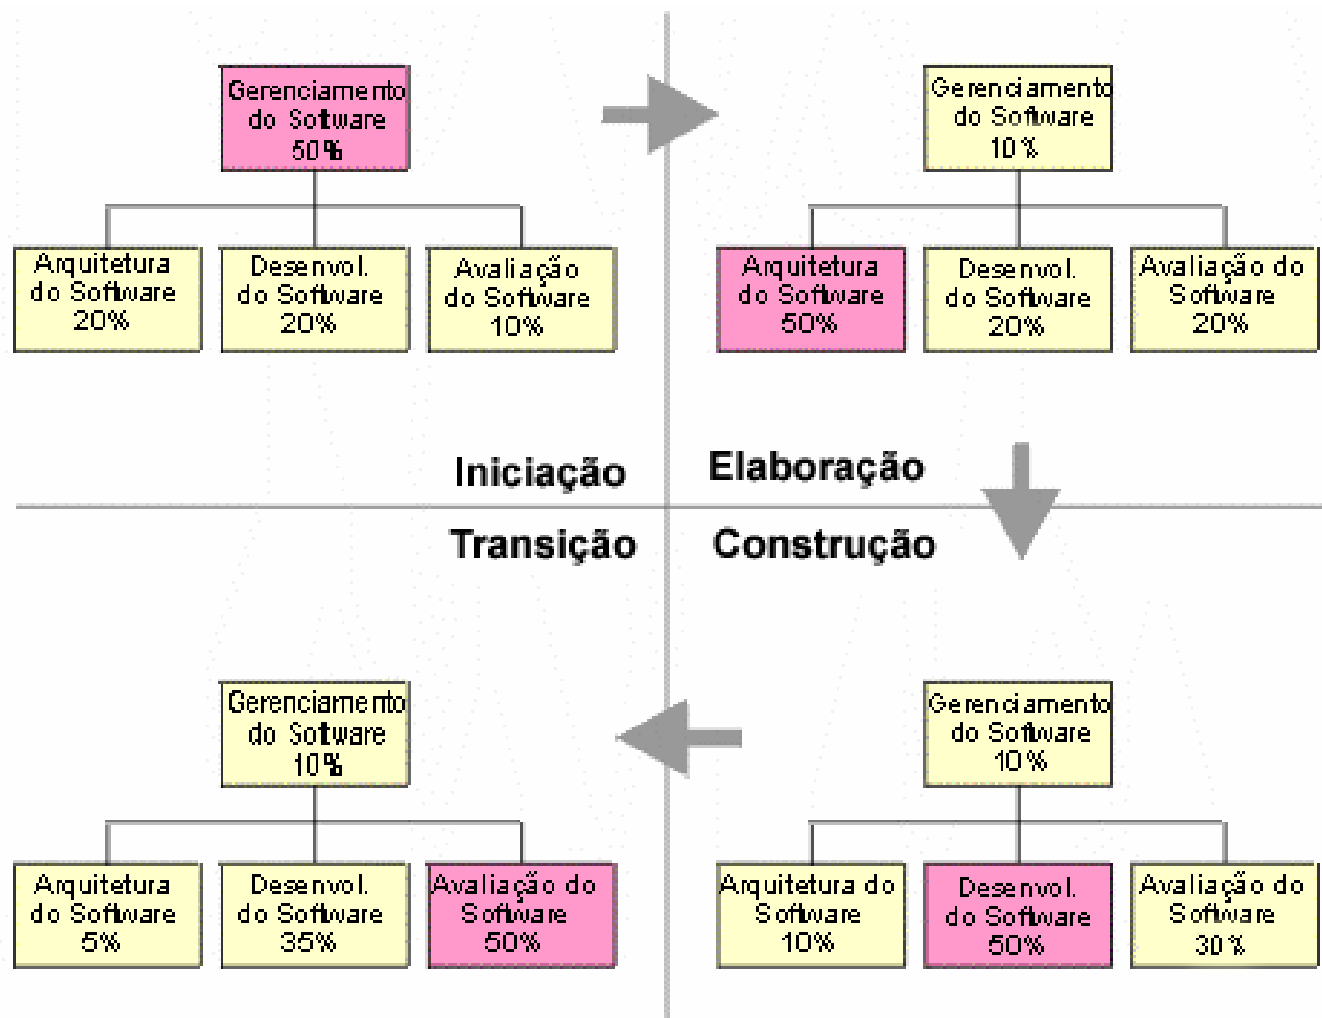 Gerenciamento
do Software
50%
Arquitetura
do Software
20%
Desenvol.
do Software
20%
Avaliação
do Software
10%
Gerenciamento
do Software
10%
Arquitetura
do Software
50%
Desenvol.
do Software
20%
Avaliação do
Software
20%
Iniciação
Elaboração
Transição
Construção
Gerenciamento
do Software
10%
Arquitetura
do Software
5%
Desenvol.
do Software
35%
Avaliação do
Software
50%
Gerenciamento
do Software
10%
Arquitetura do
Software
10%
Desenvol.
do Software
50%
Avaliação do
Software
30%